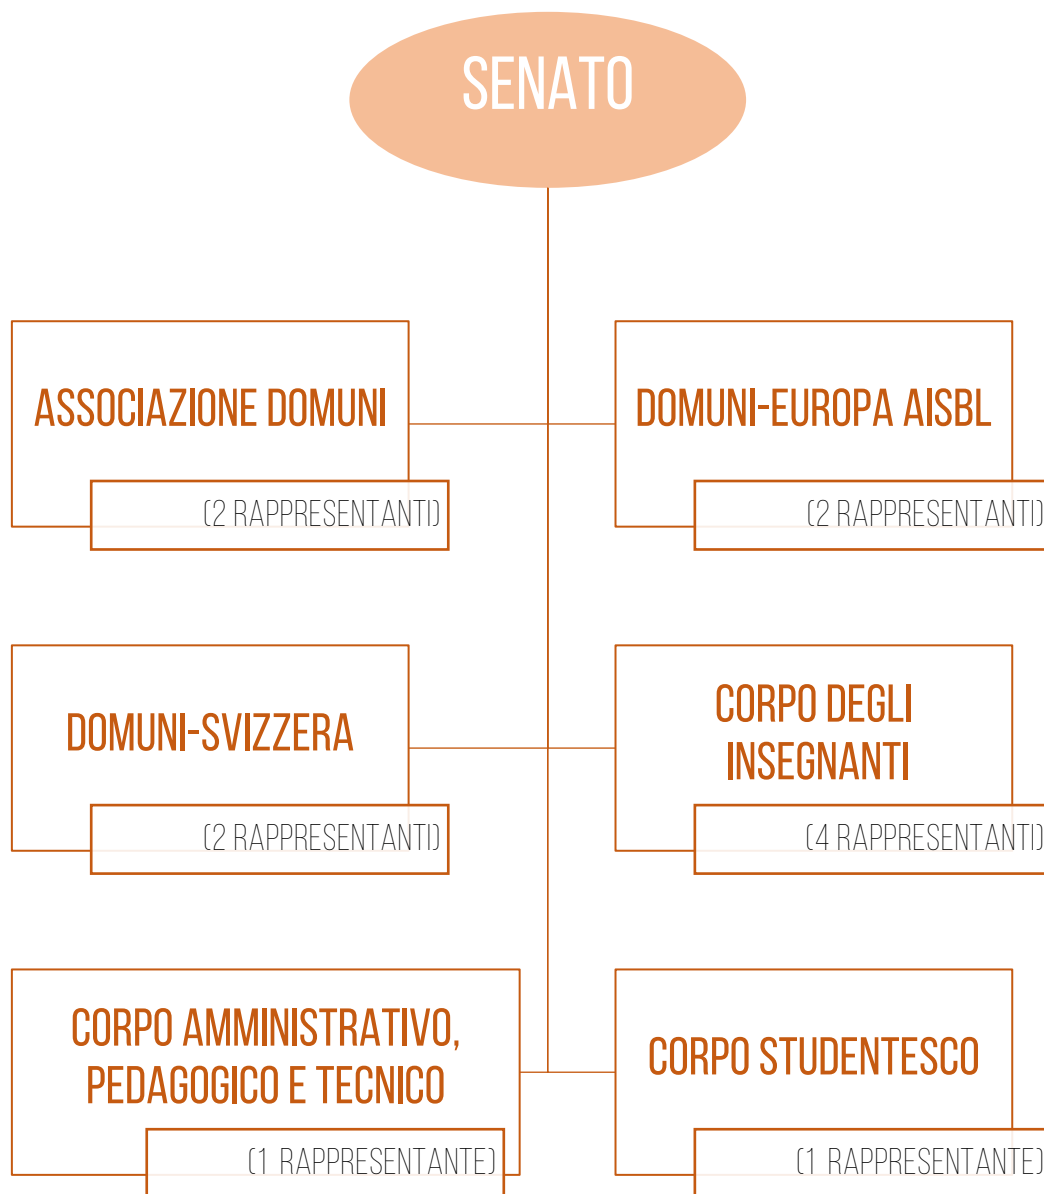 SENATO
ASSOCIAZIONE DOMUNI
(2 RAPPRESENTANTI)
DOMUNI-EUROPA AISBL
(2 RAPPRESENTANTI)
DOMUNI-SVIZZERA
(2 RAPPRESENTANTI)
CORPO DEGLI
INSEGNANTI
(4 RAPPRESENTANTI)
CORPO AMMINISTRATIVO,
PEDAGOGICO E TECNICO
(1 RAPPRESENTANTE)
CORPO STUDENTESCO
(1 RAPPRESENTANTE)